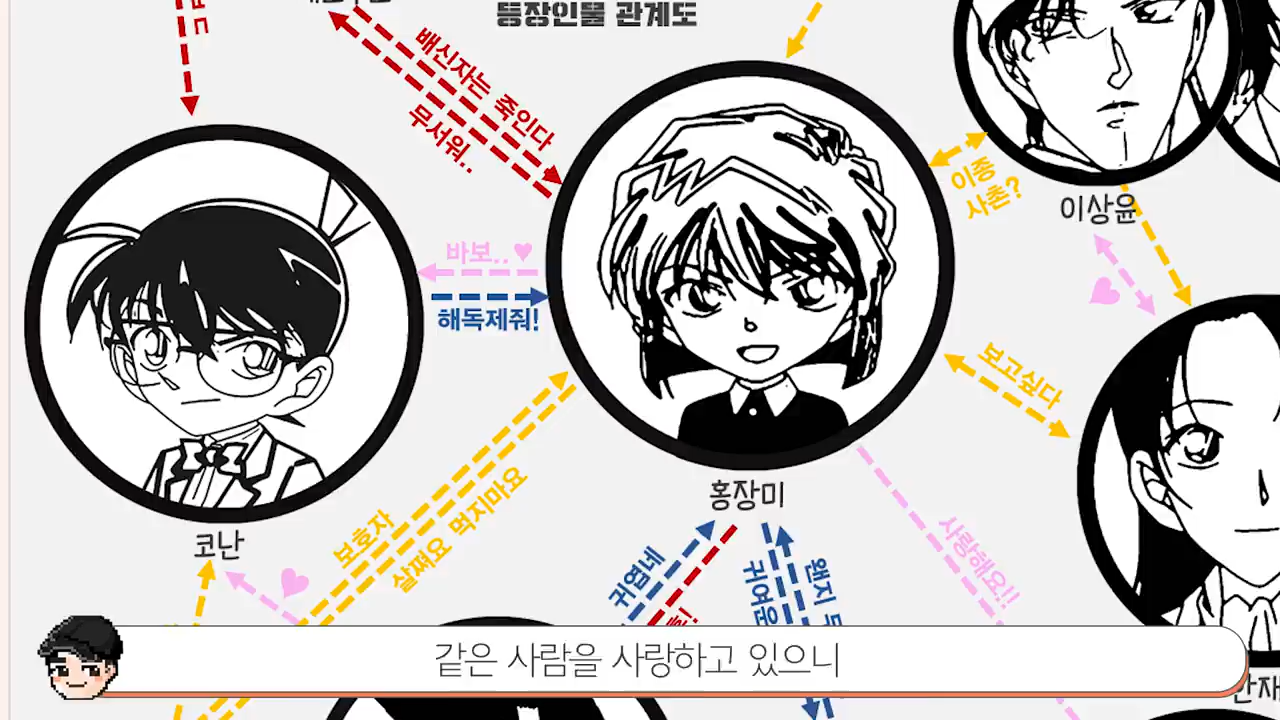 등장인물 관계도
배신자는 죽인다
무서워..
이종
사촌?
이상윤
바보..♥
해독제줘!
보고싶다
홍장미
코난
보호자
살쪄요 먹지마요
귀엽네
사랑해요!!
왠지
같은 사람을 사랑하고 있으니